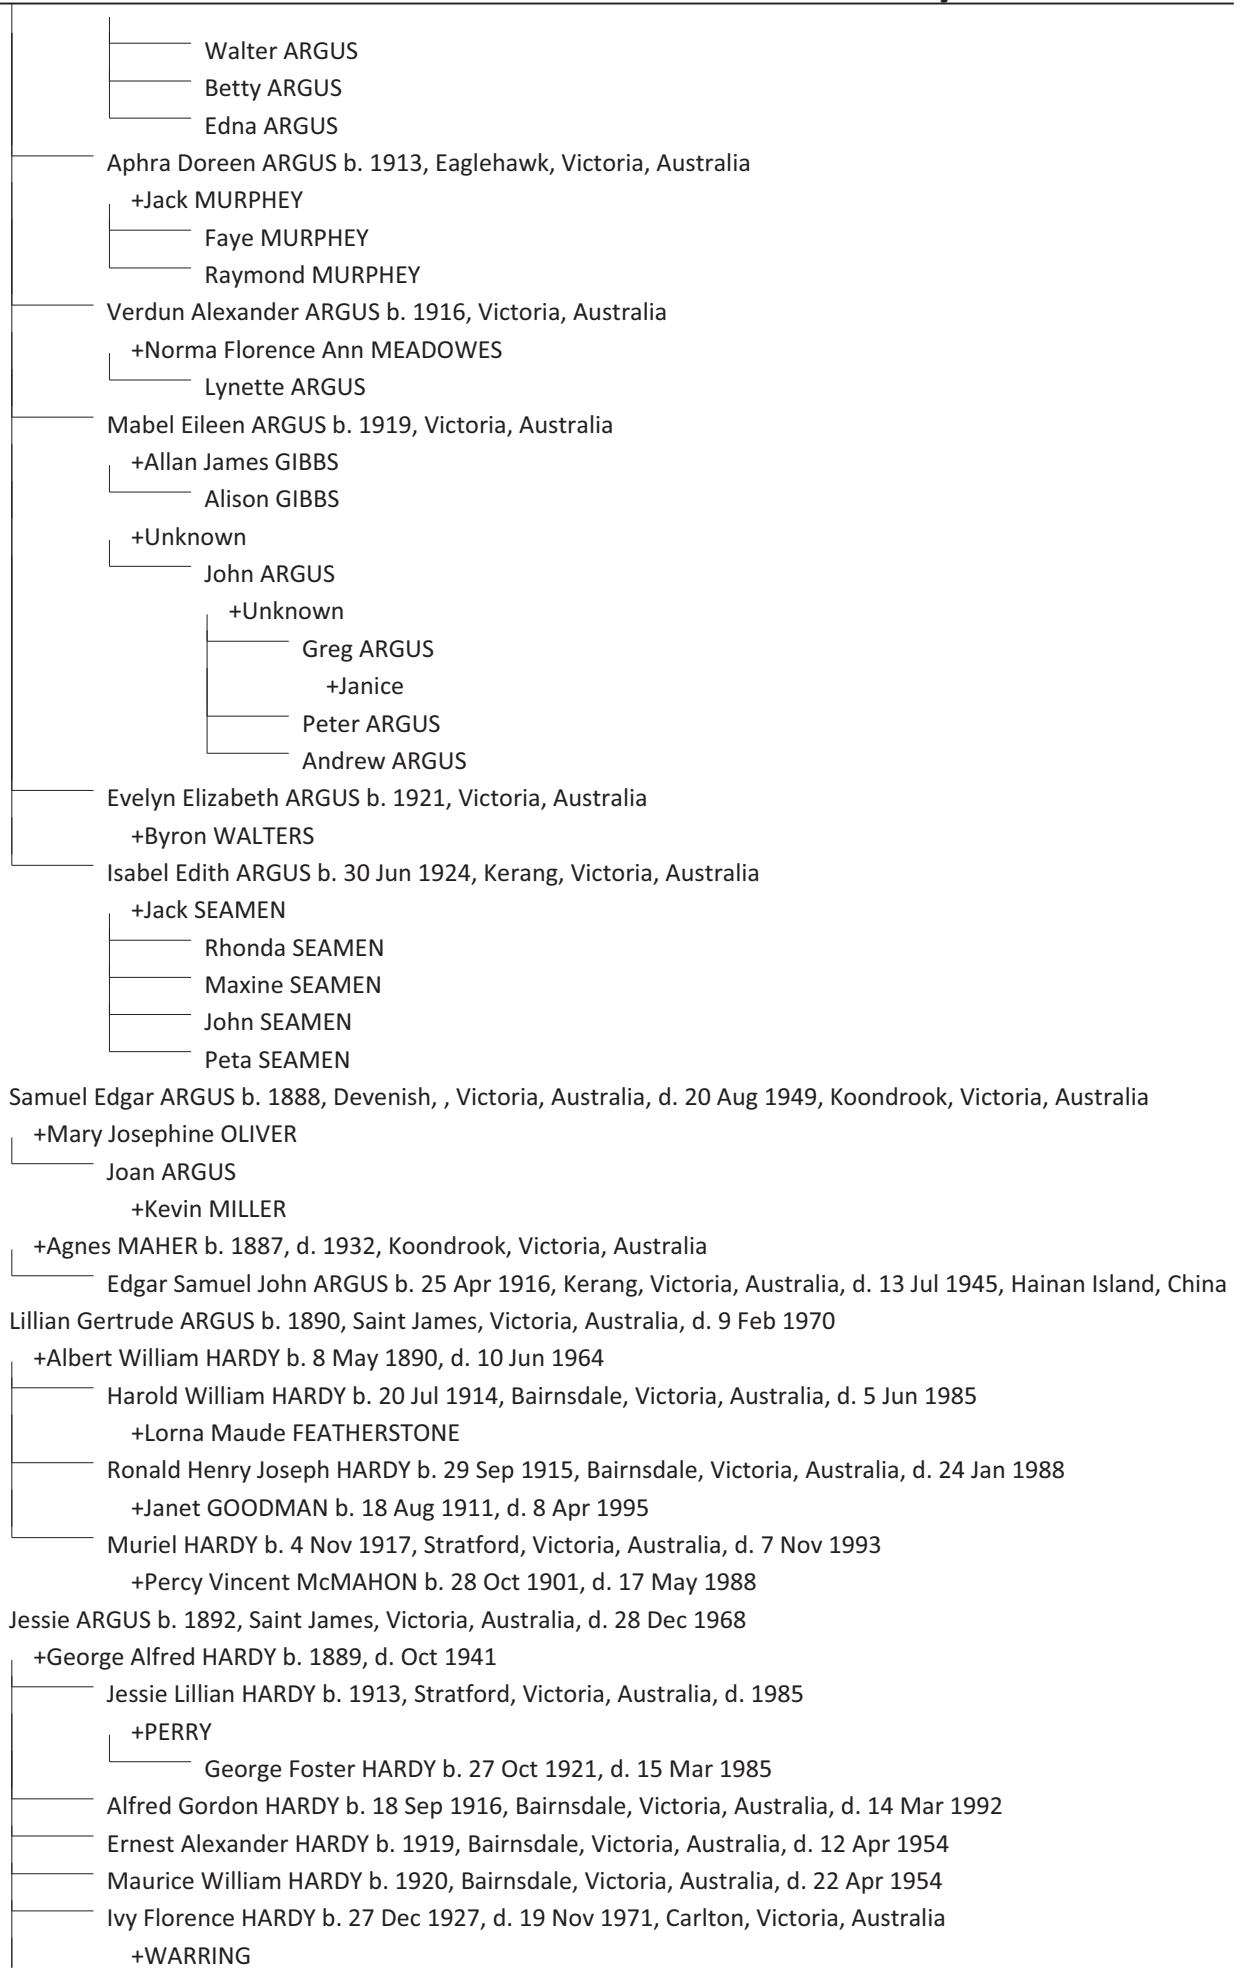 Walter ARGUS
Betty ARGUS
Edna ARGUS
Aphra Doreen ARGUS b. 1913, Eaglehawk, Victoria, Australia
+Jack MURPHEY
Faye MURPHEY
Raymond MURPHEY
Verdun Alexander ARGUS b. 1916, Victoria, Australia
+Norma Florence Ann MEADOWES
Lynette ARGUS
Mabel Eileen ARGUS b. 1919, Victoria, Australia
+Allan James GIBBS
Alison GIBBS
+Unknown
John ARGUS
+Unknown
Greg ARGUS
+Janice
Peter ARGUS
Andrew ARGUS
Evelyn Elizabeth ARGUS b. 1921, Victoria, Australia
+Byron WALTERS
Isabel Edith ARGUS b. 30 Jun 1924, Kerang, Victoria, Australia
+Jack SEAMEN
Rhonda SEAMEN
Maxine SEAMEN
John SEAMEN
Peta SEAMEN
Samuel Edgar ARGUS b. 1888, Devenish, , Victoria, Australia, d. 20 Aug 1949, Koondrook, Victoria, Australia
+Mary Josephine OLIVER
Joan ARGUS
+Kevin MILLER
+Agnes MAHER b. 1887, d. 1932, Koondrook, Victoria, Australia
Edgar Samuel John ARGUS b. 25 Apr 1916, Kerang, Victoria, Australia, d. 13 Jul 1945, Hainan Island, China
Lillian Gertrude ARGUS b. 1890, Saint James, Victoria, Australia, d. 9 Feb 1970
+Albert William HARDY b. 8 May 1890, d. 10 Jun 1964
Harold William HARDY b. 20 Jul 1914, Bairnsdale, Victoria, Australia, d. 5 Jun 1985
+Lorna Maude FEATHERSTONE
Ronald Henry Joseph HARDY b. 29 Sep 1915, Bairnsdale, Victoria, Australia, d. 24 Jan 1988
+Janet GOODMAN b. 18 Aug 1911, d. 8 Apr 1995
Muriel HARDY b. 4 Nov 1917, Stratford, Victoria, Australia, d. 7 Nov 1993
+Percy Vincent McMAHON b. 28 Oct 1901, d. 17 May 1988
Jessie ARGUS b. 1892, Saint James, Victoria, Australia, d. 28 Dec 1968
+George Alfred HARDY b. 1889, d. Oct 1941
Jessie Lillian HARDY b. 1913, Stratford, Victoria, Australia, d. 1985
+PERRY
George Foster HARDY b. 27 Oct 1921, d. 15 Mar 1985
Alfred Gordon HARDY b. 18 Sep 1916, Bairnsdale, Victoria, Australia, d. 14 Mar 1992
Ernest Alexander HARDY b. 1919, Bairnsdale, Victoria, Australia, d. 12 Apr 1954
Maurice William HARDY b. 1920, Bairnsdale, Victoria, Australia, d. 22 Apr 1954
Ivy Florence HARDY b. 27 Dec 1927, d. 19 Nov 1971, Carlton, Victoria, Australia
+WARRING